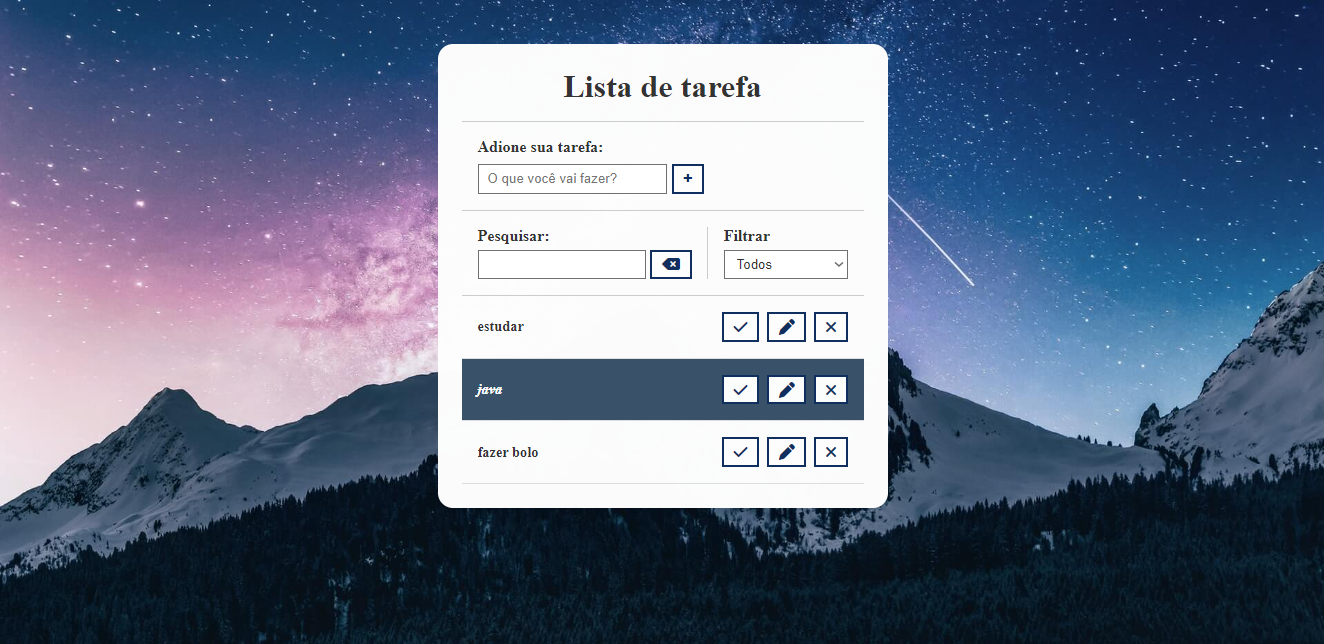 Lista de tarefa
Adione sua tarefa:
O que você vai fazer? +
Pesquisar:
Filtrar
Todos
estudar
java
fazer bolo